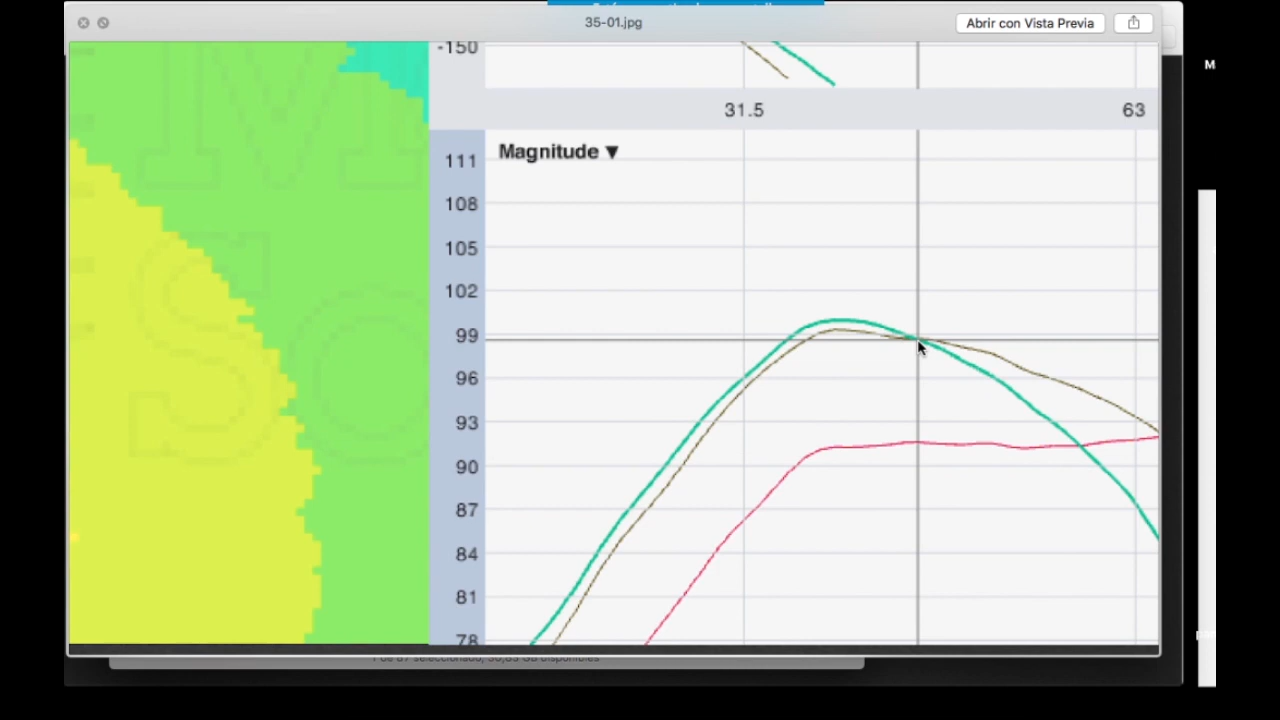 35-01.jpg
Abrir con Vista Previa
M
-150
31.5
63
Magnitude ▼
111
108
105
102
99
96
93
90
87
84
81
78
M
SO